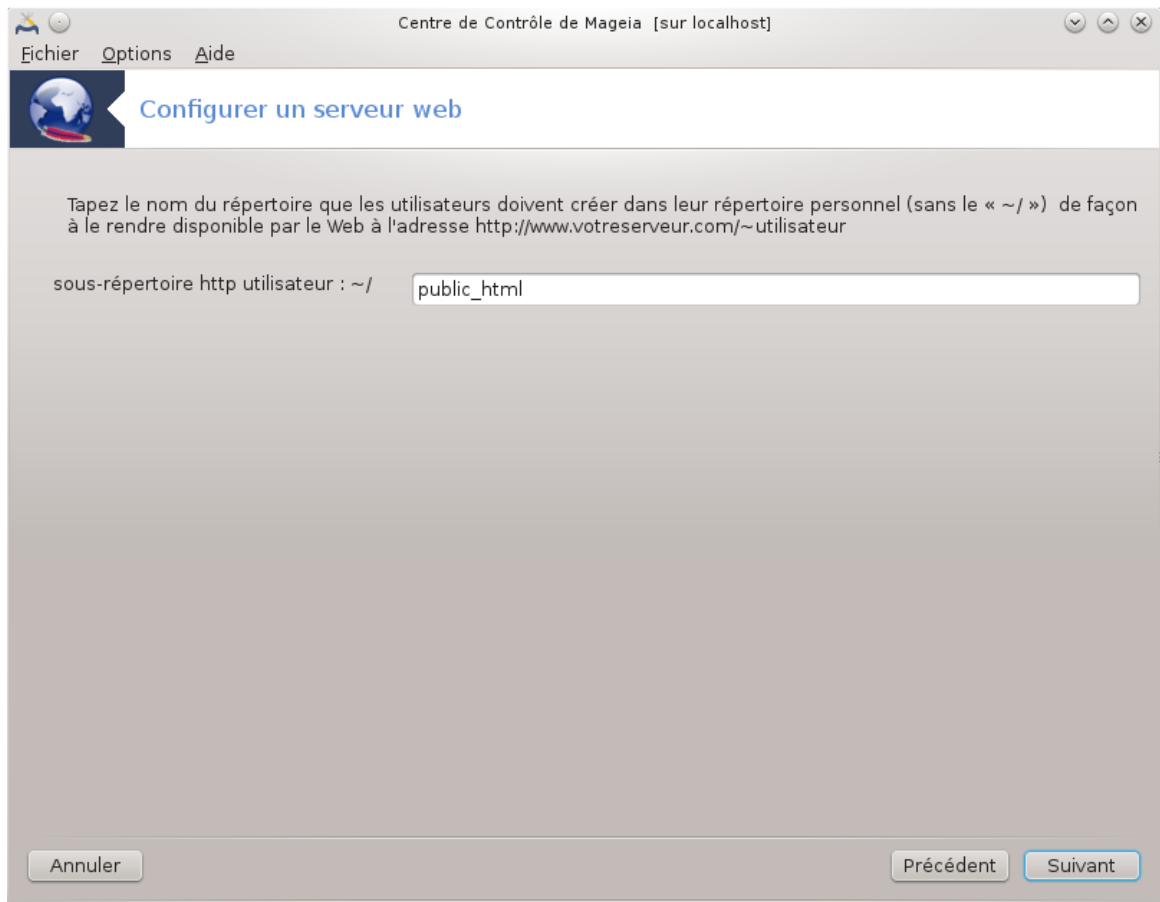 Centre de Contrôle de Mageia [sur localhost]
Fichier Options Aide
Configurer un serveur web
Tapez le nom du répertoire que les utilisateurs doivent créer dans leur répertoire personnel (sans le « ~/ ») de façon
à le rendre disponible par le Web à l'adresse http://www.votreserveur.com/~utilisateur
sous-répertoire http utilisateur : ~/ public_html
Annuler Précédent Suivant